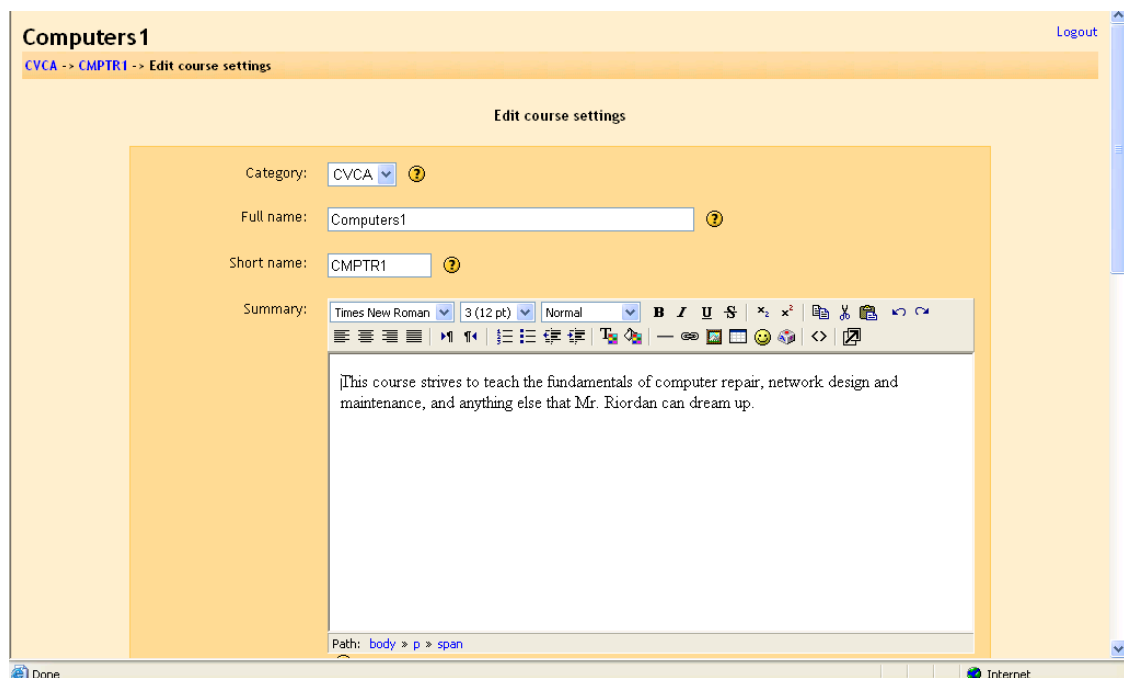 Computers1
Logout
CVCA -> CMPTR1 -> Edit course settings
Edit course settings
Category: CVCA ?
Full name: Computers1 ?
Short name: CMPTR1 ?
Summary: Times New Roman 3 (12 pt) Normal B I U S x₂ x²
This course strives to teach the fundamentals of computer repair, network design and
maintenance, and anything else that Mr. Riordan can dream up.
Path: body » p » span
Done Internet